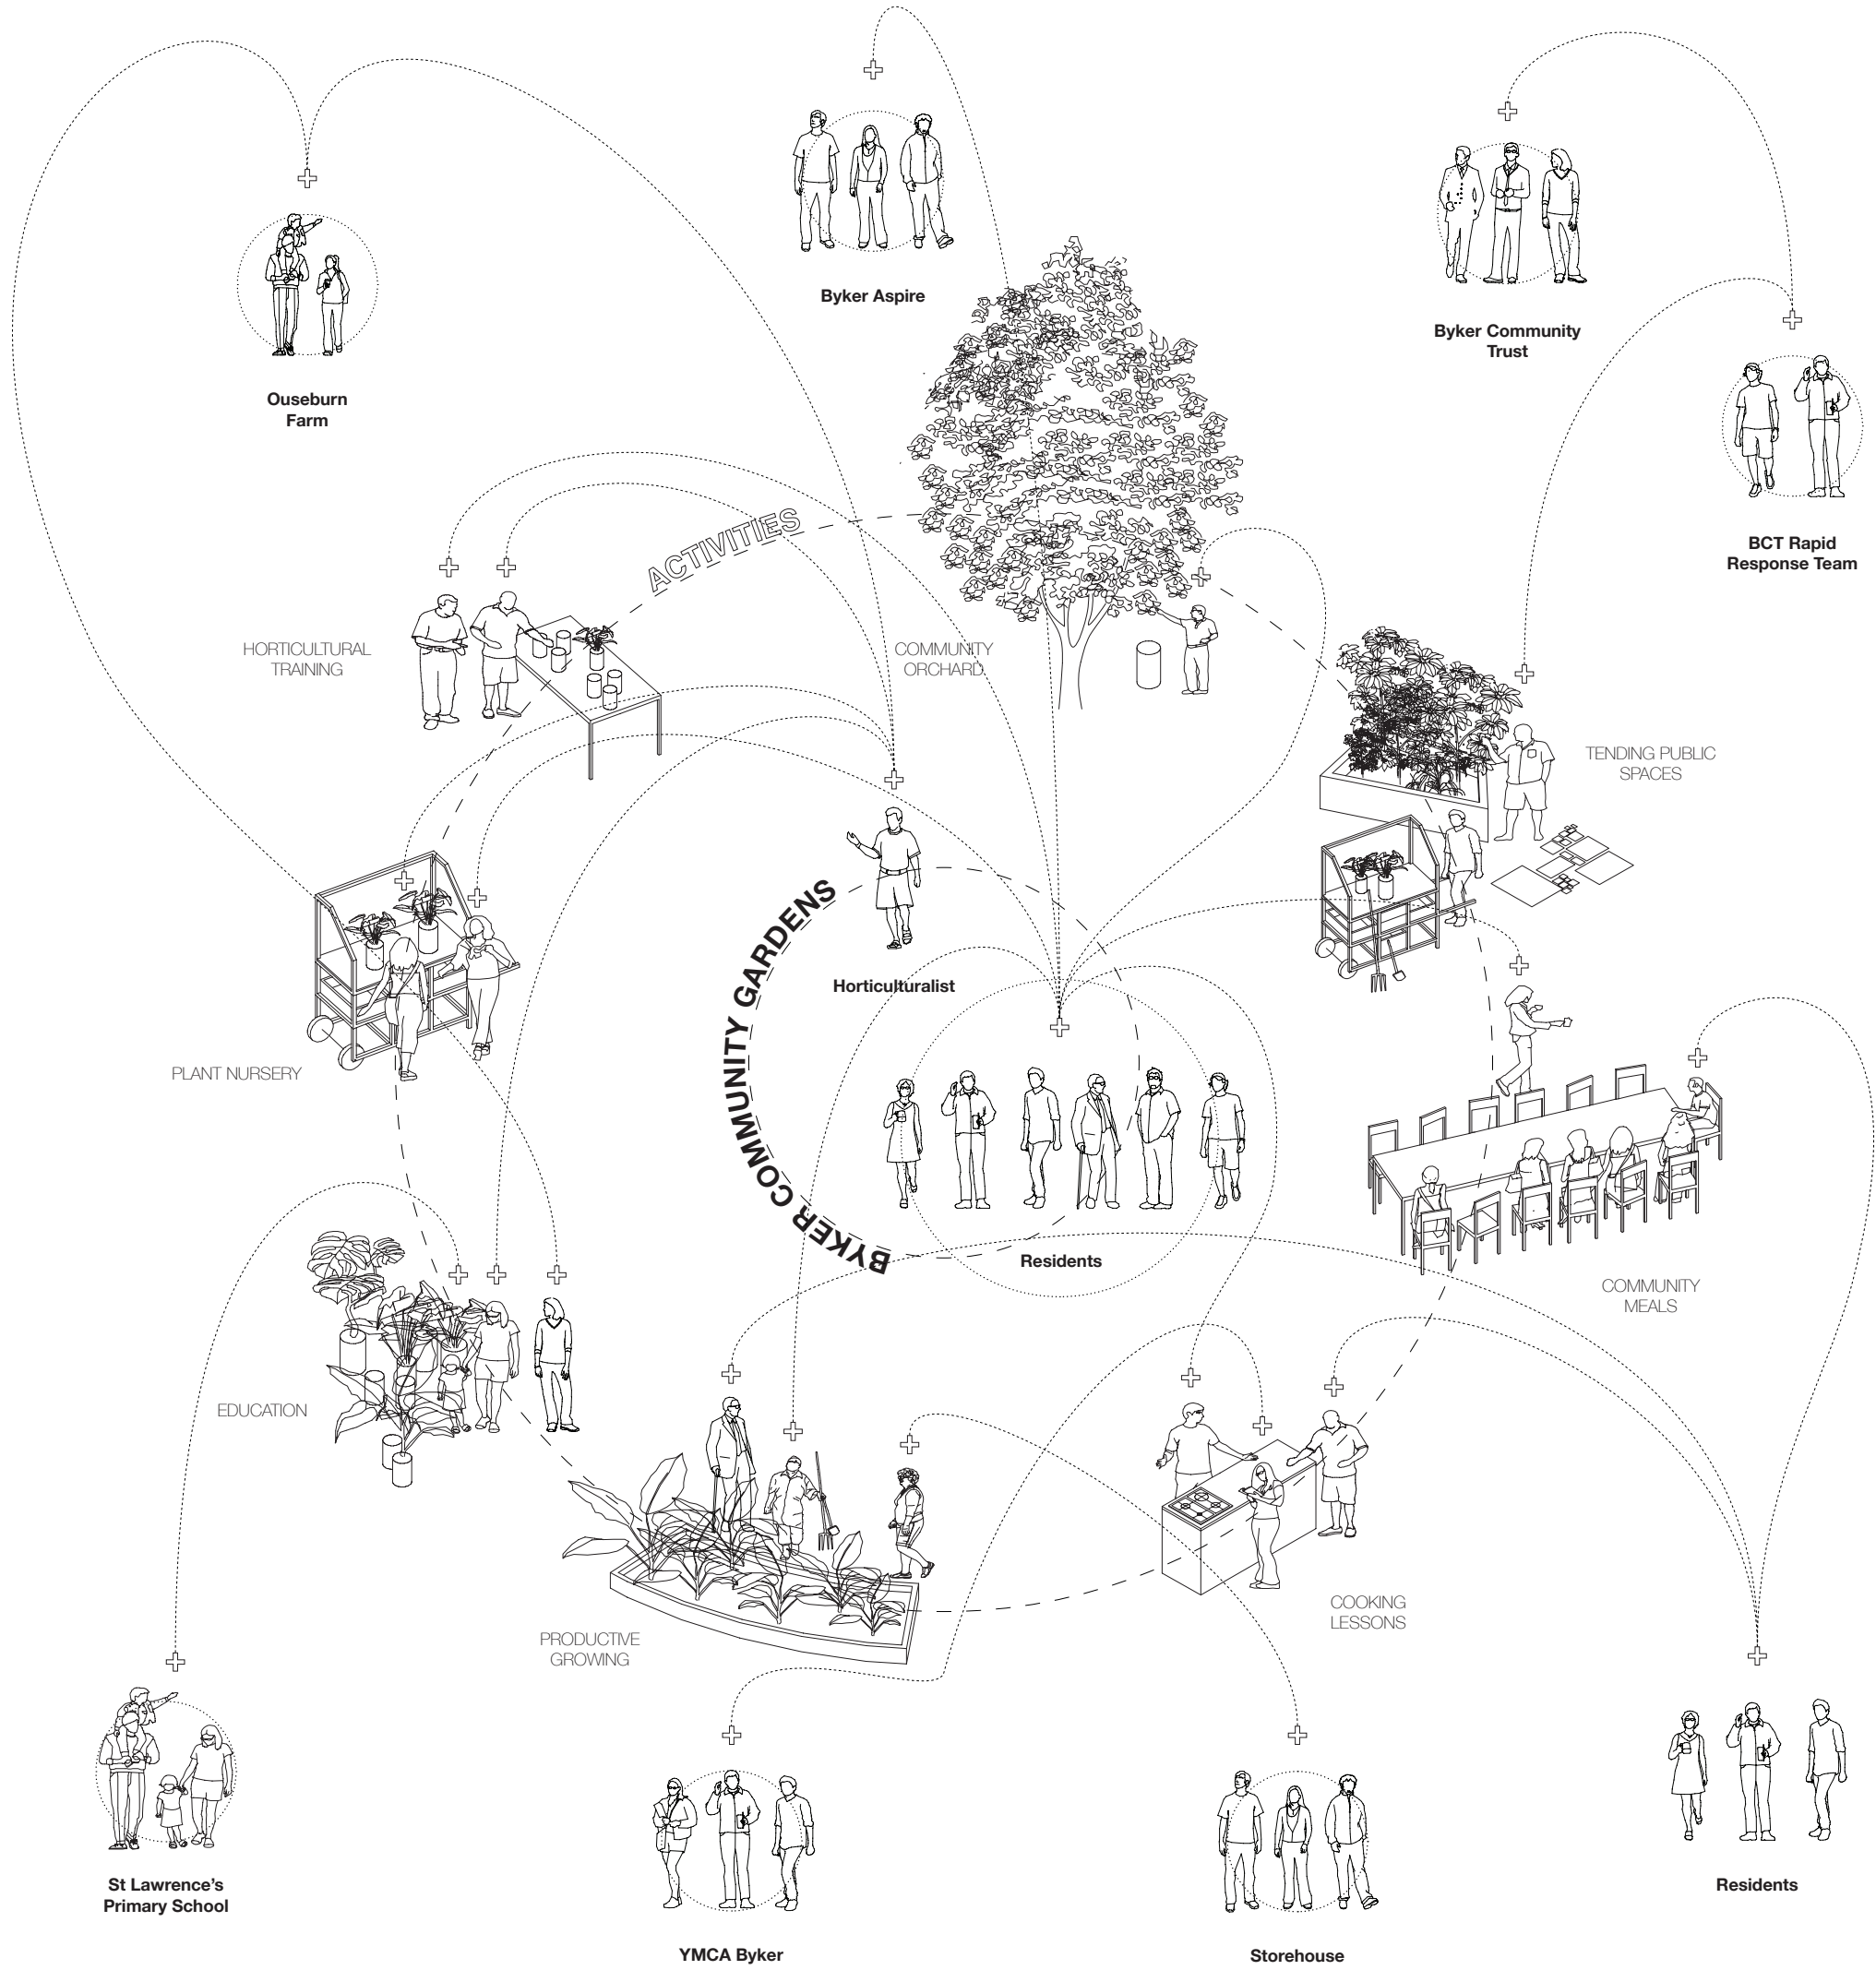 Byker Aspire
Byker Community
Trust
Ouseburn
Farm
BCT Rapid
Response Team
ACTIVITIES
HORTICULTURAL
TRAINING
COMMUNITY
ORCHARD
TENDING PUBLIC
SPACES
BYKER COMMUNITY GARDENS
Horticulturalist
PLANT NURSERY
Residents
COMMUNITY
MEALS
EDUCATION
COOKING
LESSONS
PRODUCTIVE
GROWING
St Lawrence’s
Primary School
Residents
YMCA Byker
Storehouse